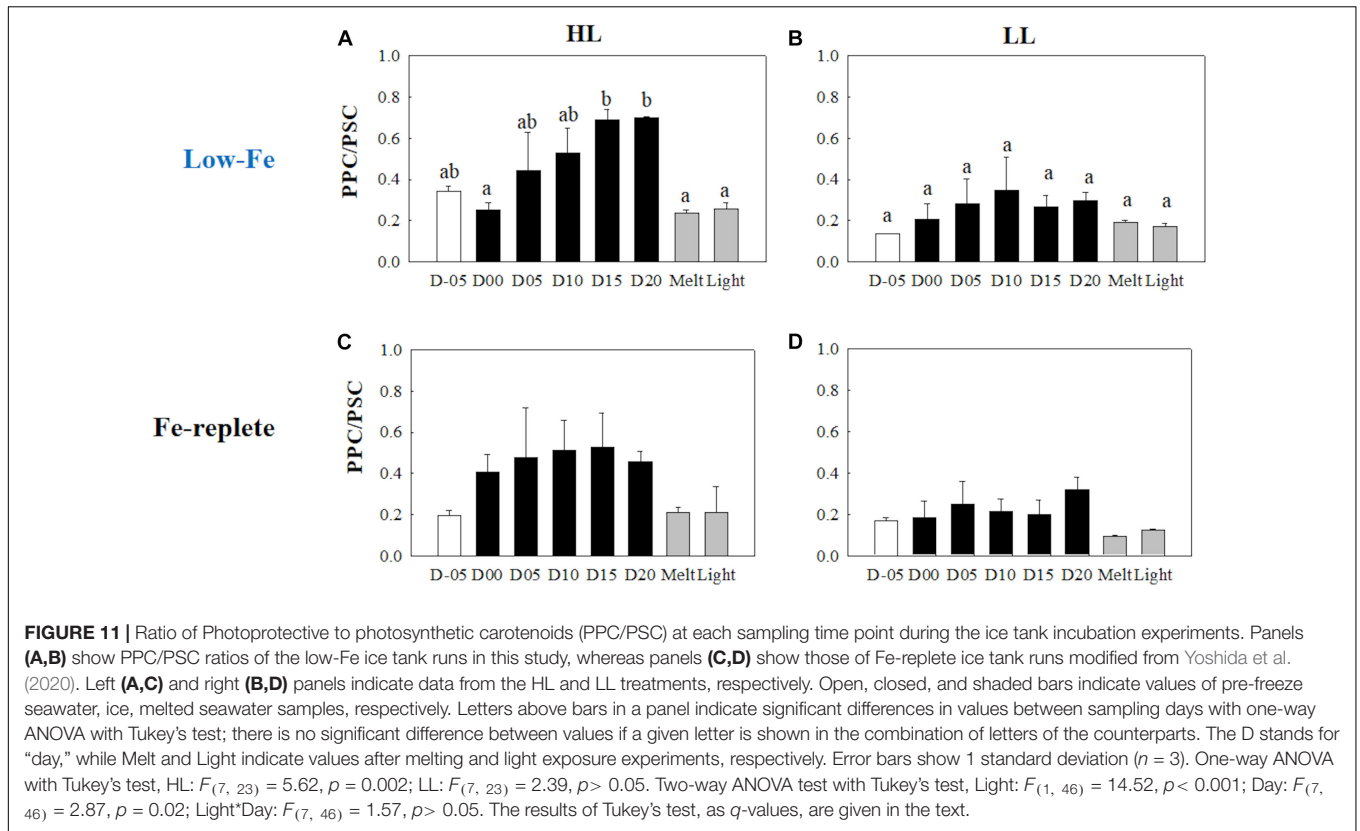 HL
LL
A
B
Low-Fe
PPC/PSC
1.0
0.8
0.6
0.4
0.2
0.0
ab
a
ab
ab
b
b
a
a
D-05 D00 D05 D10 D15 D20 Melt Light
1.0
0.8
0.6
0.4
0.2
0.0
a
a
a
a
a
a
a
a
D-05 D00 D05 D10 D15 D20 Melt Light
C
D
Fe-replete
PPC/PSC
1.0
0.8
0.6
0.4
0.2
0.0
D-05 D00 D05 D10 D15 D20 Melt Light
1.0
0.8
0.6
0.4
0.2
0.0
D-05 D00 D05 D10 D15 D20 Melt Light
FIGURE 11 | Ratio of Photoprotective to photosynthetic carotenoids (PPC/PSC) at each sampling time point during the ice tank incubation experiments. Panels
(A,B) show PPC/PSC ratios of the low-Fe ice tank runs in this study, whereas panels (C,D) show those of Fe-replete ice tank runs modified from Yoshida et al.
(2020). Left (A,C) and right (B,D) panels indicate data from the HL and LL treatments, respectively. Open, closed, and shaded bars indicate values of pre-freeze
seawater, ice, melted seawater samples, respectively. Letters above bars in a panel indicate significant differences in values between sampling days with one-way
ANOVA with Tukey's test; there is no significant difference between values if a given letter is shown in the combination of letters of the counterparts. The D stands for
"day," while Melt and Light indicate values after melting and light exposure experiments, respectively. Error bars show 1 standard deviation (n = 3). One-way ANOVA
with Tukey's test, HL: F(7, 23) = 5.62, p = 0.002; LL: F(7, 23) = 2.39, p> 0.05. Two-way ANOVA test with Tukey's test, Light: F(1, 46) = 14.52, p< 0.001; Day: F(7,
46) = 2.87, p = 0.02; Light*Day: F(7, 46) = 1.57, p> 0.05. The results of Tukey's test, as q-values, are given in the text.